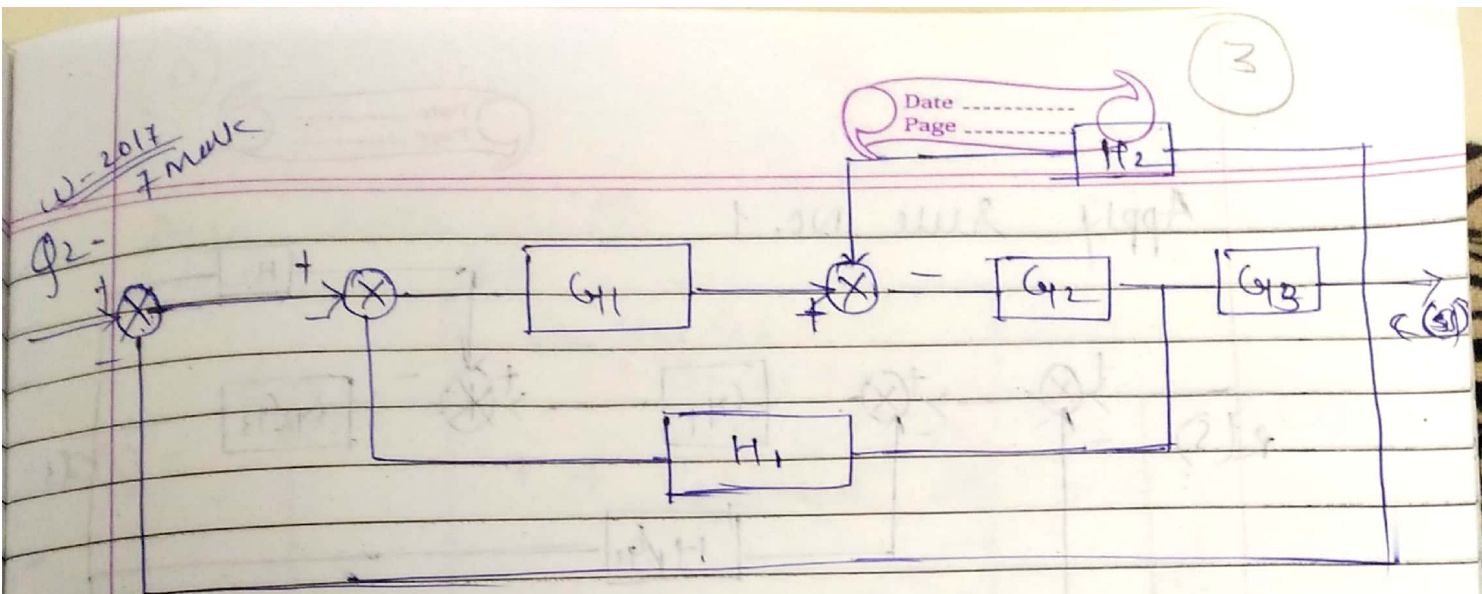 3
Date
Page
W-2017
7 Mark
H2
Q2-
+
+
G1
-
G2
G3
+
-
-
C(s)
H1